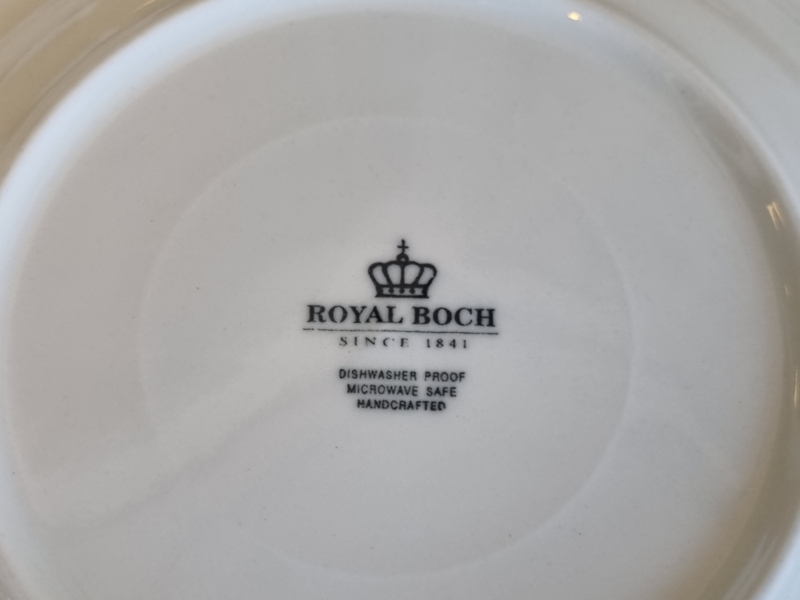 ROYAL BOCH
SINCE 1841
DISHWASHER PROOF
MICROWAVE SAFE
HANDCRAFTED